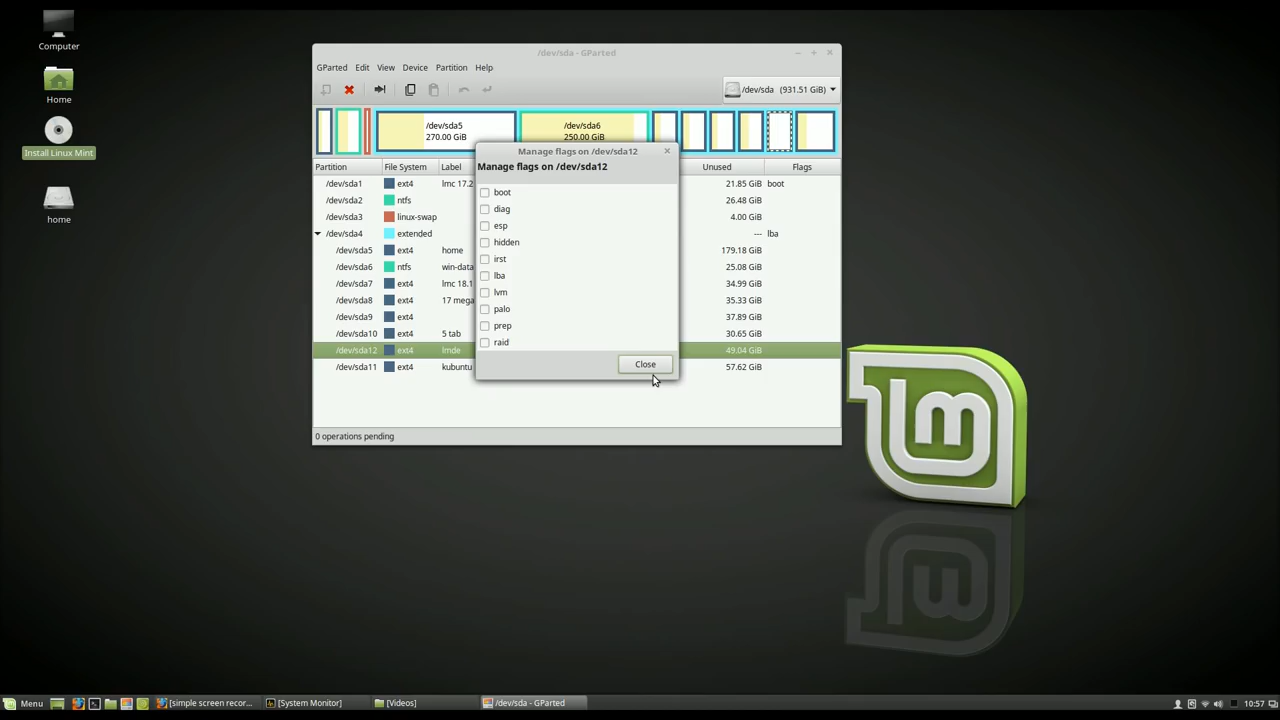 Computer
Home
Install Linux Mint
home
/dev/sda - GParted
GParted Edit View Device Partition Help
/dev/sda (931.51 GiB)
/dev/sda5
270.00 GiB
/dev/sda6
250.00 GiB
Partition File System Label Unused Flags
/dev/sda1 ext4 lmc 17.2 21.85 GiB boot
/dev/sda2 ntfs 26.48 GiB
/dev/sda3 linux-swap 4.00 GiB
/dev/sda4 extended --- lba
/dev/sda5 ext4 home 179.18 GiB
/dev/sda6 ntfs win-data 25.08 GiB
/dev/sda7 ext4 lmc 18.1 34.99 GiB
/dev/sda8 ext4 17 mega 35.33 GiB
/dev/sda9 ext4 37.89 GiB
/dev/sda10 ext4 5 tab 30.65 GiB
/dev/sda12 ext4 lmde 49.04 GiB
/dev/sda11 ext4 kubuntu 57.62 GiB
0 operations pending
Manage flags on /dev/sda12
Manage flags on /dev/sda12
boot
diag
esp
hidden
irst
lba
lvm
palo
prep
raid
Close
lm
Menu [simple screen recor... [System Monitor] [Videos] /dev/sda - GParted 10:57